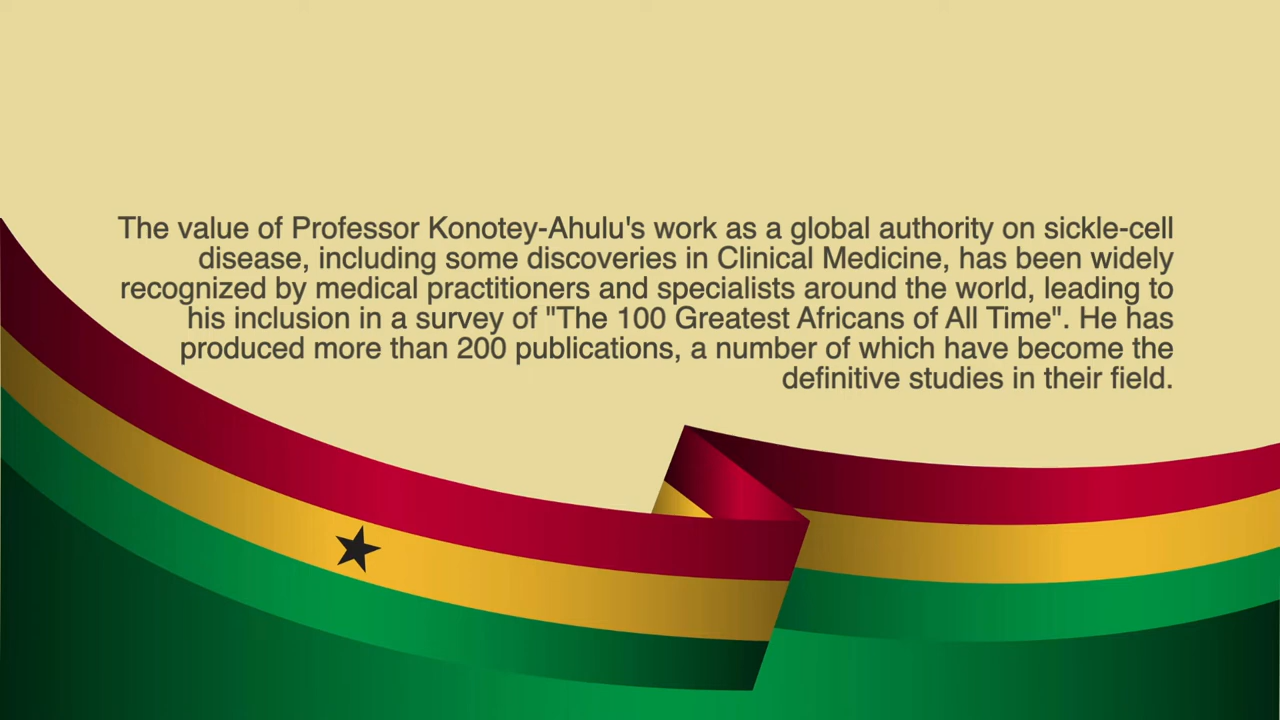 The value of Professor Konotey-Ahulu's work as a global authority on sickle-cell
disease, including some discoveries in Clinical Medicine, has been widely
recognized by medical practitioners and specialists around the world, leading to
his inclusion in a survey of "The 100 Greatest Africans of All Time". He has
produced more than 200 publications, a number of which have become the
definitive studies in their field.